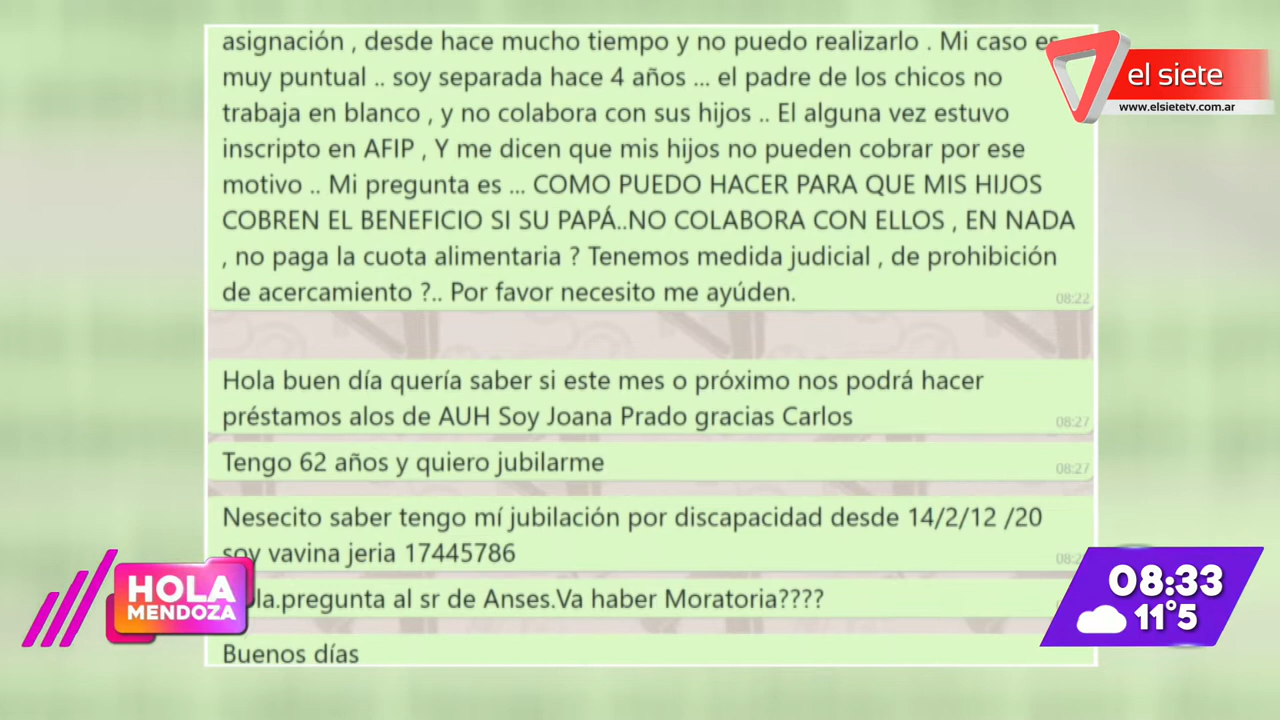 asignación , desde hace mucho tiempo y no puedo realizarlo . Mi caso es
muy puntual .. soy separada hace 4 años ... el padre de los chicos no
trabaja en blanco , y no colabora con sus hijos .. El alguna vez estuvo
inscripto en AFIP , Y me dicen que mis hijos no pueden cobrar por ese
motivo .. Mi pregunta es ... COMO PUEDO HACER PARA QUE MIS HIJOS
COBREN EL BENEFICIO SI SU PAPÁ..NO COLABORA CON ELLOS , EN NADA
, no paga la cuota alimentaria ? Tenemos medida judicial , de prohibición
de acercamiento ?.. Por favor necesito me ayúden.
08:22
Hola buen día quería saber si este mes o próximo nos podrá hacer
préstamos alos de AUH Soy Joana Prado gracias Carlos
08:27
Tengo 62 años y quiero jubilarme
08:27
Nesecito saber tengo mí jubilación por discapacidad desde 14/2/12 /20
soy vavina jeria 17445786
pregunta al sr de Anses.Va haber Moratoria????
Buenos días
el siete
www.elsietetv.com.ar
HOLA
MENDOZA
08:33
11°5